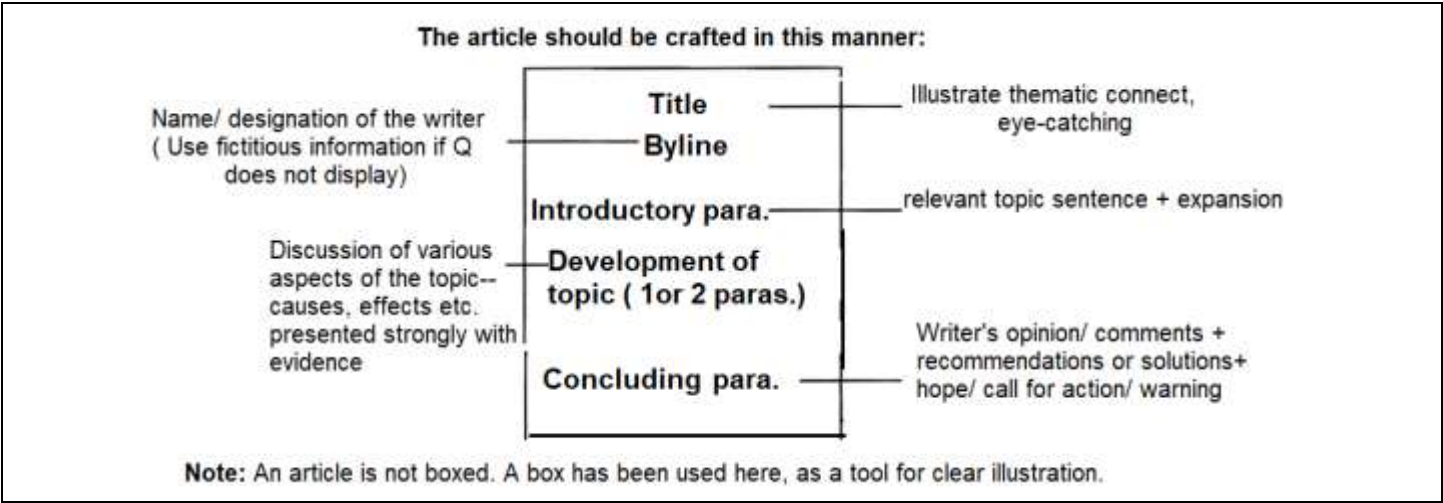 The article should be crafted in this manner:
Title
Illustrate thematic connect,
eye-catching
Name/ designation of the writer
( Use fictitious information if Q
does not display)
Byline
Introductory para.
relevant topic sentence + expansion
Discussion of various
aspects of the topic--
causes, effects etc.
presented strongly with
evidence
Development of
topic ( 1or 2 paras.)
Concluding para.
Writer's opinion/ comments +
recommendations or solutions+
hope/ call for action/ warning
Note: An article is not boxed. A box has been used here, as a tool for clear illustration.